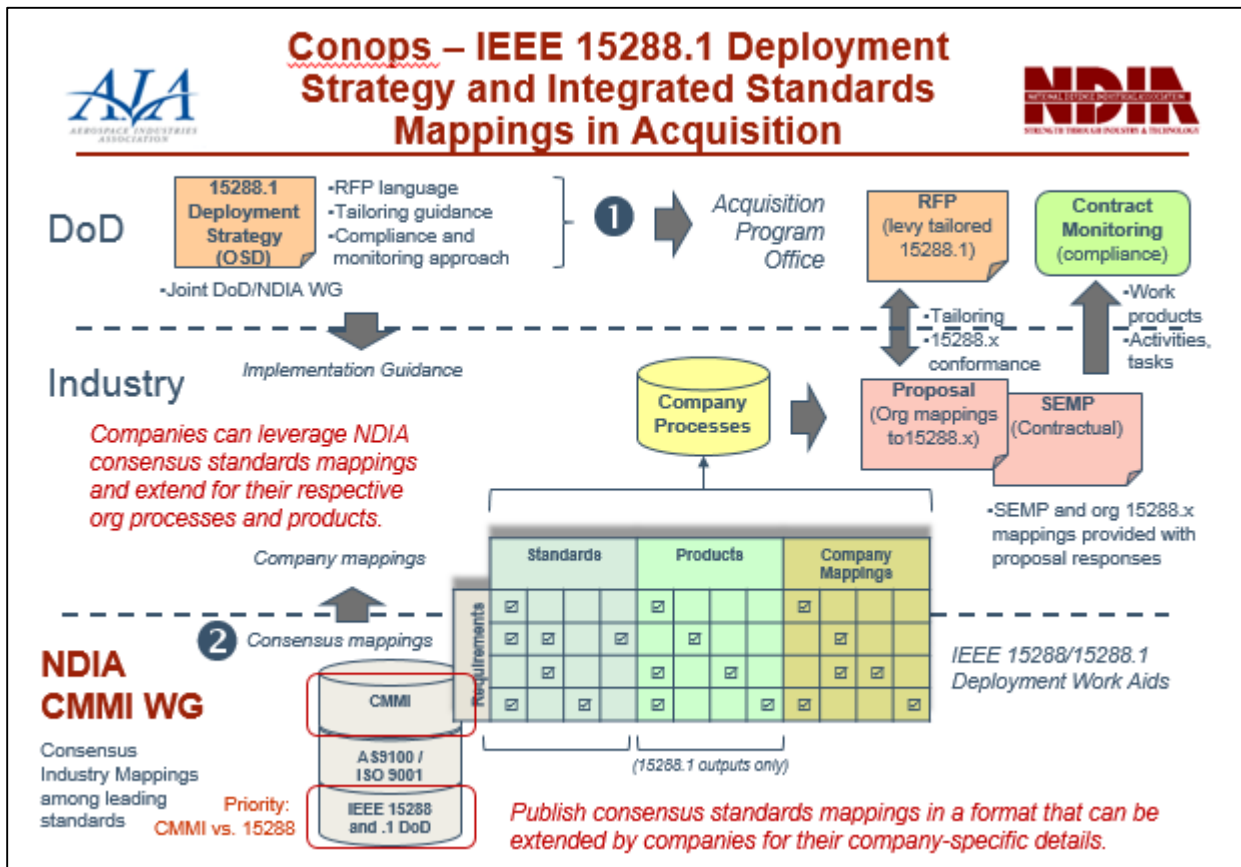 Conops – IEEE 15288.1 Deployment
Strategy and Integrated Standards
Mappings in Acquisition
AIA
AEROSPACE INDUSTRIES
ASSOCIATION
NDIA
NATIONAL DEFENSE INDUSTRIAL ASSOCIATION
STRENGTH THROUGH INDUSTRY & TECHNOLOGY
DoD
15288.1
Deployment
Strategy
(OSD)
▪RFP language
▪Tailoring guidance
▪Compliance and
monitoring approach
1
Acquisition
Program
Office
RFP
(levy tailored
15288.1)
Contract
Monitoring
(compliance)
▪Joint DoD/NDIA WG
▪Tailoring
▪15288.x
conformance
▪Work
products
▪Activities,
tasks
Implementation Guidance
Industry
Company
Processes
Proposal
(Org mappings
to15288.x)
SEMP
(Contractual)
Companies can leverage NDIA
consensus standards mappings
and extend for their respective
org processes and products.
▪SEMP and org 15288.x
mappings provided with
proposal responses
Company mappings
Standards
Products
Company
Mappings
Requirements
☑ ☑ ☑
☑ ☑ ☑ ☑ ☑
☑ ☑ ☑ ☑ ☑
☑ ☑ ☑ ☑ ☑ ☑
2
Consensus mappings
NDIA
CMMI WG
Consensus
Industry Mappings
among leading
standards
Priority:
CMMI vs. 15288
CMMI
AS9100 /
ISO 9001
IEEE 15288
and .1 DoD
(15288.1 outputs only)
IEEE 15288/15288.1
Deployment Work Aids
Publish consensus standards mappings in a format that can be
extended by companies for their company-specific details.